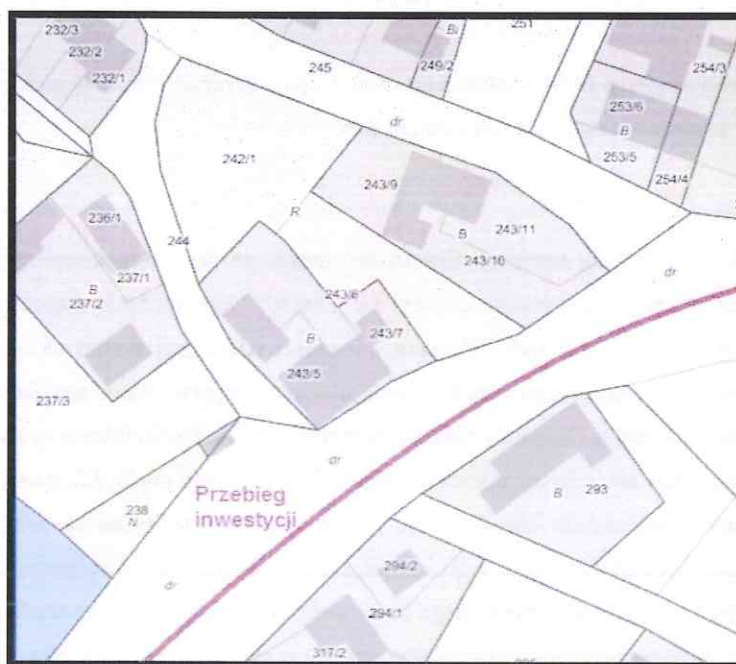 232/3
232/2
232/1
245
Bi
249/2
251
254/3
253/6
B
253/5
254/4
dr
242/1
243/9
R
B
243/11
243/10
236/1
244
237/1
B
237/2
243/8
B
243/7
243/5
dr
237/3
dr
Przebieg
inwestycji
238
N
B
293
dr
294/2
294/1
317/2